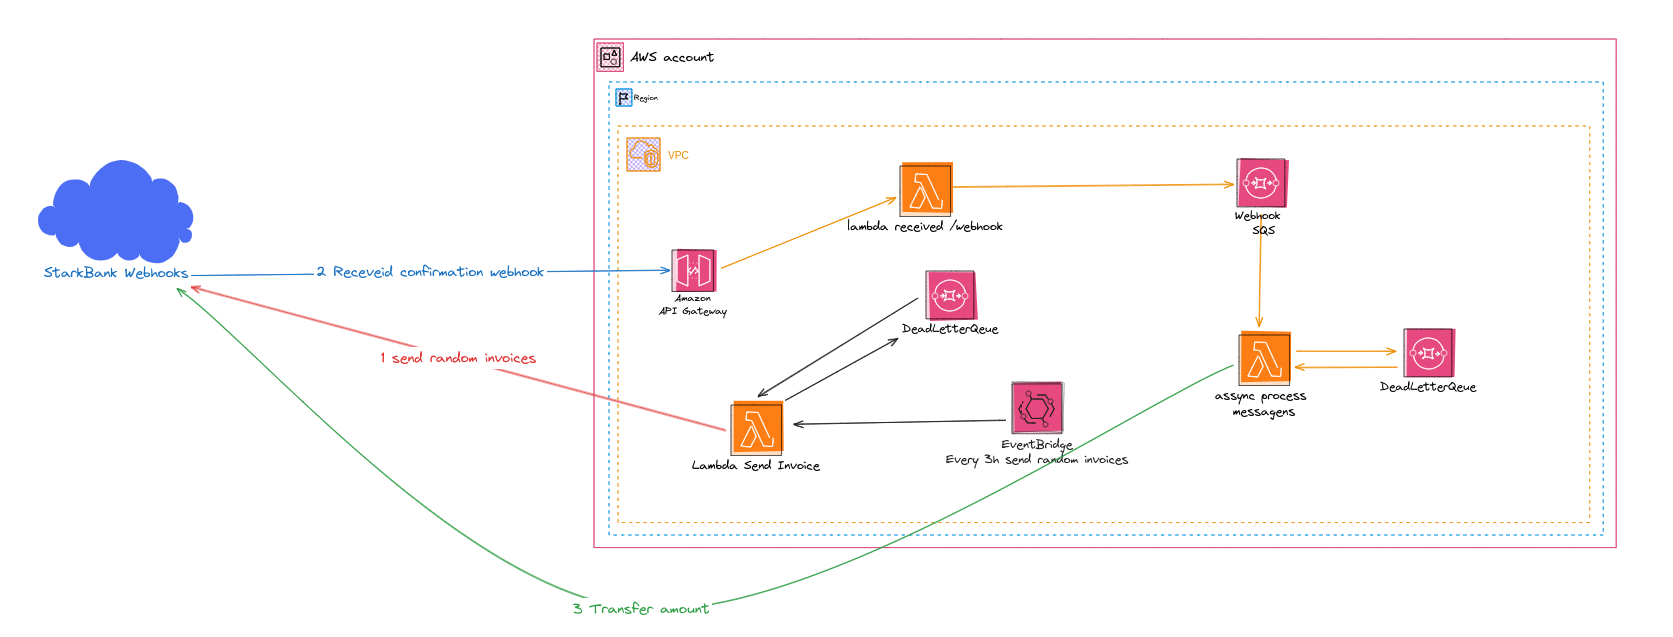 AWS account
Region
VPC
lambda received /webhook
Webhook
SQS
StarkBank Webhooks
2 Receveid confirmation webhook
Amazon
API Gateway
DeadLetterQeue
1 send random invoices
DeadLetterQeue
assync process
messagens
EventBridge
Every 3h send random invoices
Lambda Send Invoice
3 Transfer amount